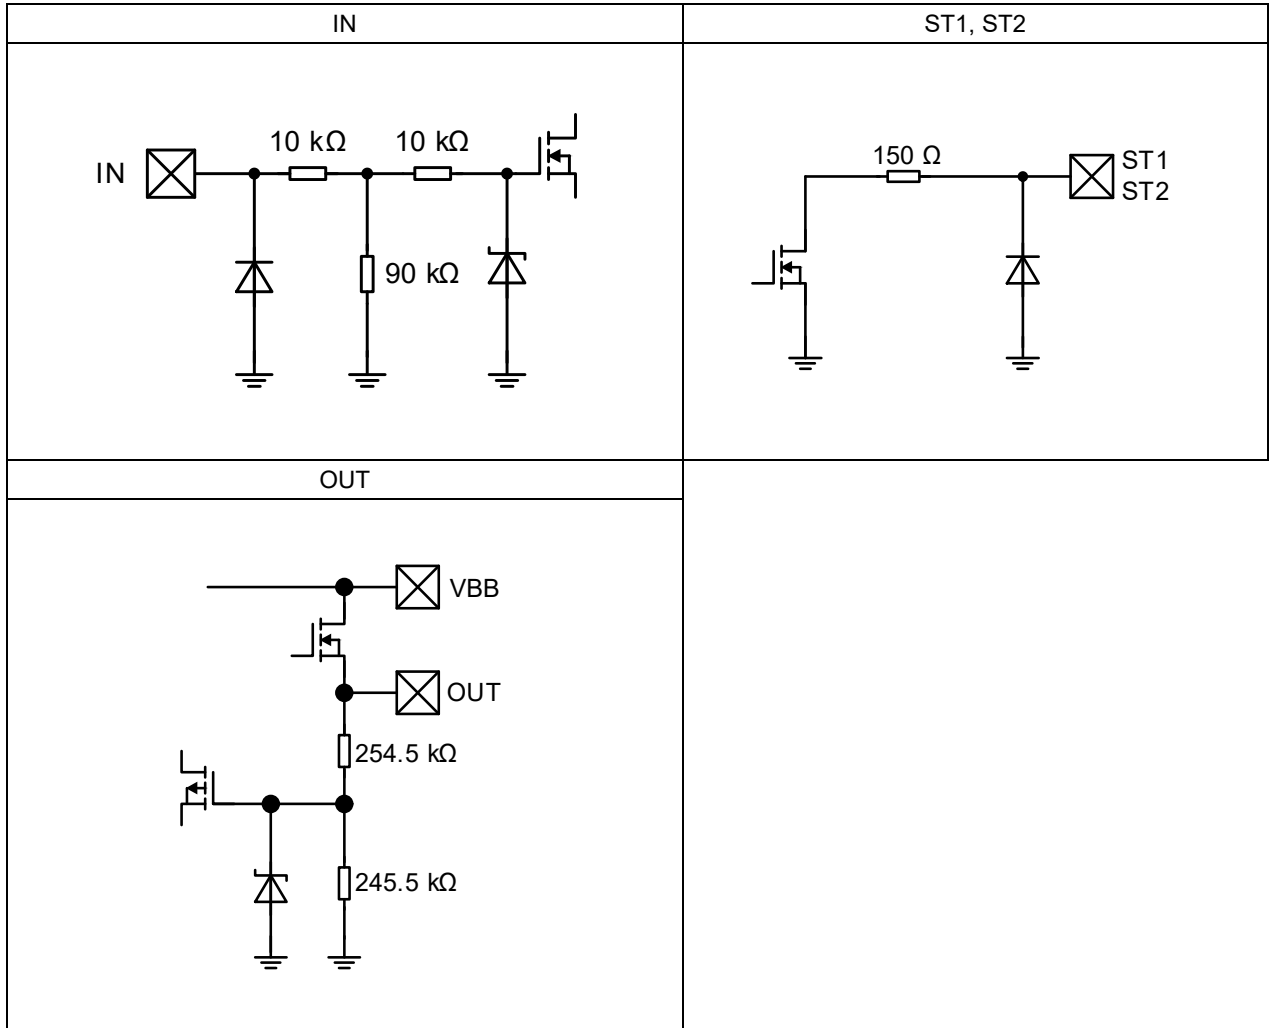 IN
ST1, ST2
10 kΩ 10 kΩ
IN
90 kΩ
150 Ω
ST1
ST2
OUT
VBB
OUT
254.5 kΩ
245.5 kΩ